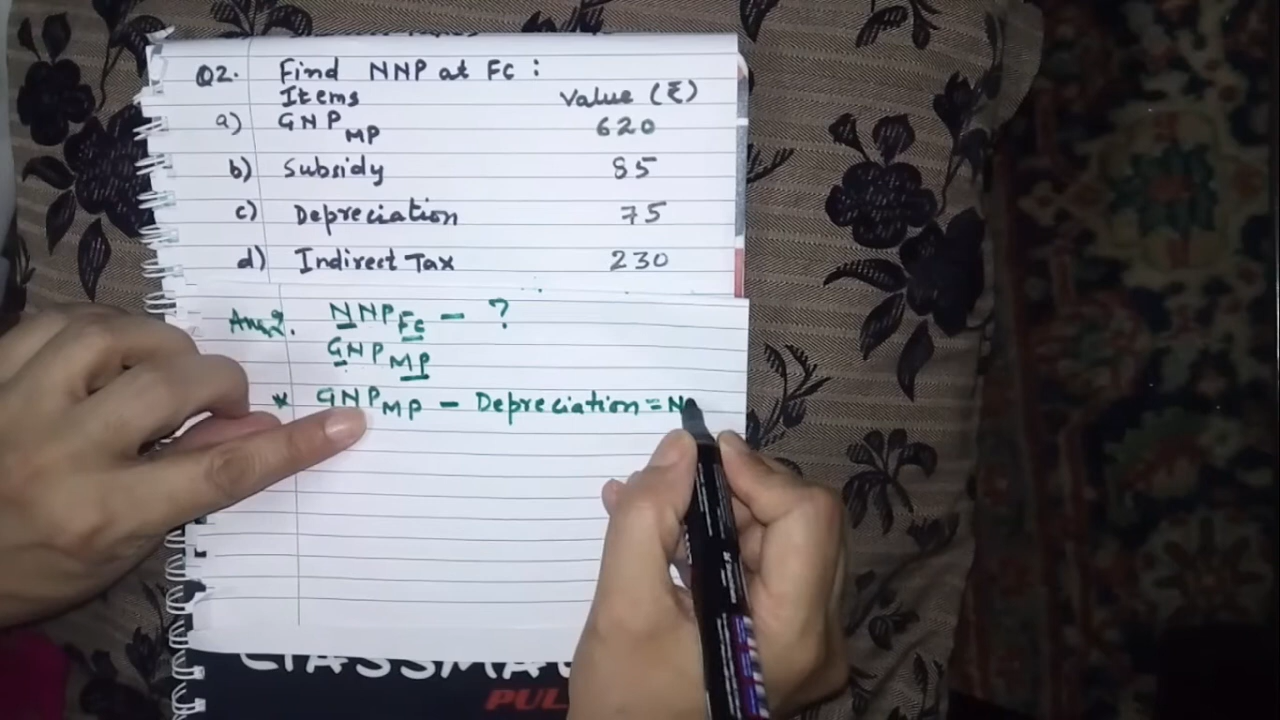 Q2. Find NNP at FC :
Items Value (₹)
a) GNP MP 620
b) Subsidy 85
c) Depreciation 75
d) Indirect Tax 230
Ans2. NNP FC - ?
GNP MP
* GNP MP - Depreciation = N
CLASSMA
PUL